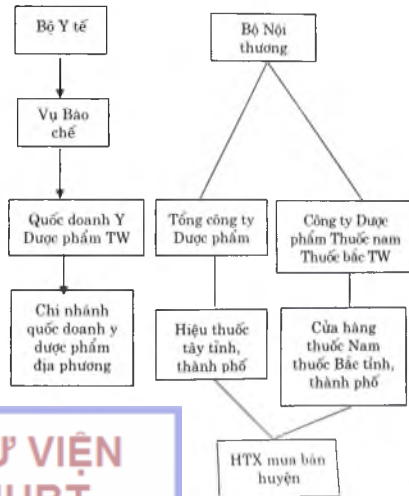 Bộ Y tế
Bộ Nội
thương
Vụ Bào
chế
Quốc doanh Y
Dược phẩm TW
Tổng công ty
Dược phẩm
Công ty Dược
phẩm Thuốc nam
Thuốc bắc TW
Chi nhánh
quốc doanh y
dược phẩm
địa phương
Hiệu thuốc
tây tỉnh,
thành phố
Cửa hàng
thuốc Nam
thuốc Bắc tỉnh,
thành phố
HTX mua bán
huyện
VIỆN